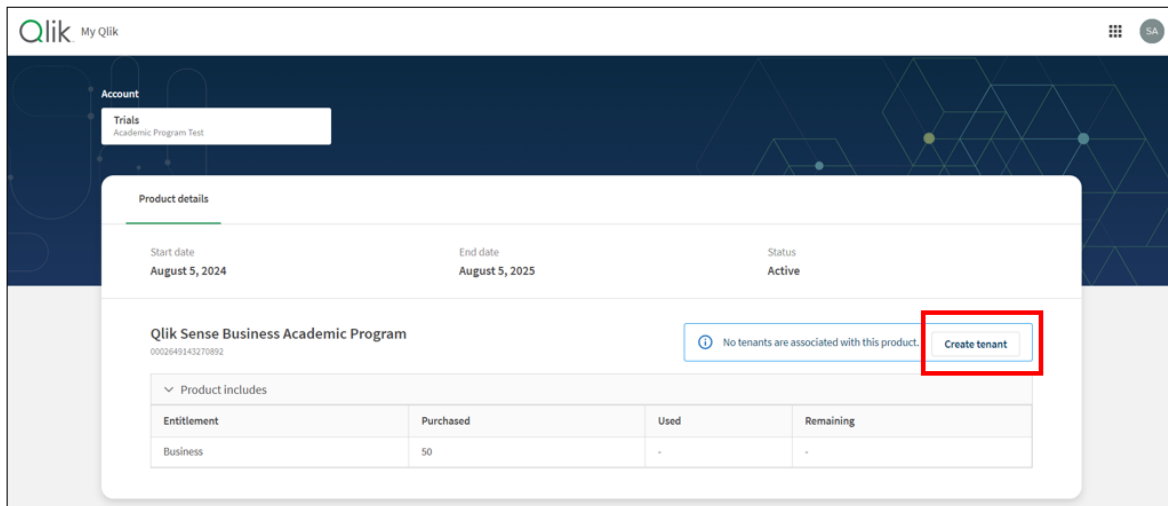 Qlik My Qlik
SA
Account
Trials
Academic Program Test
Product details
Start date End date Status
August 5, 2024 August 5, 2025 Active
Qlik Sense Business Academic Program
0002649143270892
No tenants are associated with this product. Create tenant
Product includes
Entitlement Purchased Used Remaining
Business 50 - -